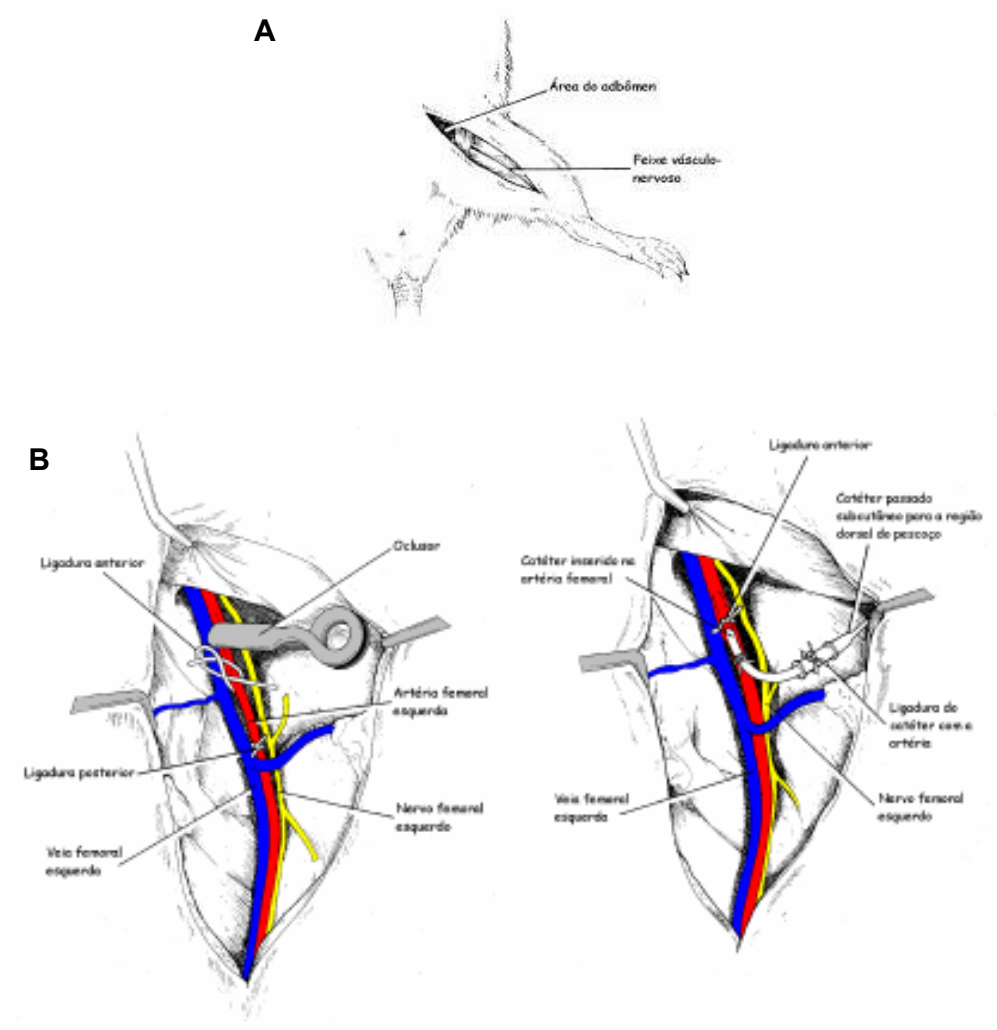 A
Área do adbômen
Feixe vásculo-
nervoso
B
Ligadura anterior
Oclusor
Artéria femoral
esquerda
Ligadura posterior
Nervo femoral
esquerdo
Veia femoral
esquerda
Ligadura anterior
Catéter passado
subcutâneo para a região
dorsal do pescoço
Catéter inserido na
artéria femoral
Ligadura do
catéter com a
artéria
Veia femoral
esquerda
Nervo femoral
esquerdo